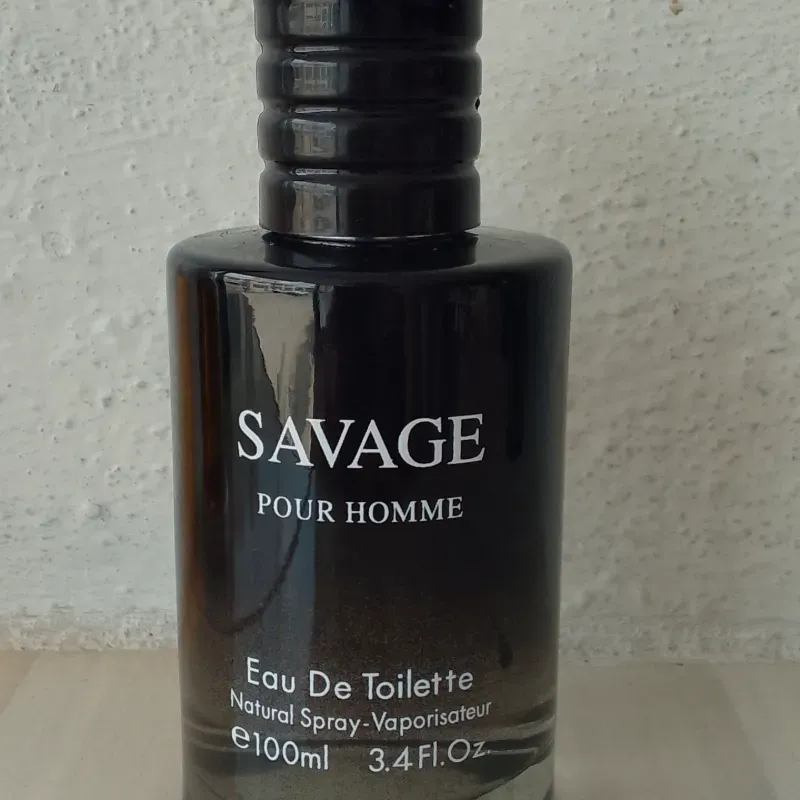 SAVAGE
POUR HOMME
Eau De Toilette
Natural Spray-Vaporisateur
℮100ml 3.4Fl.Oz.